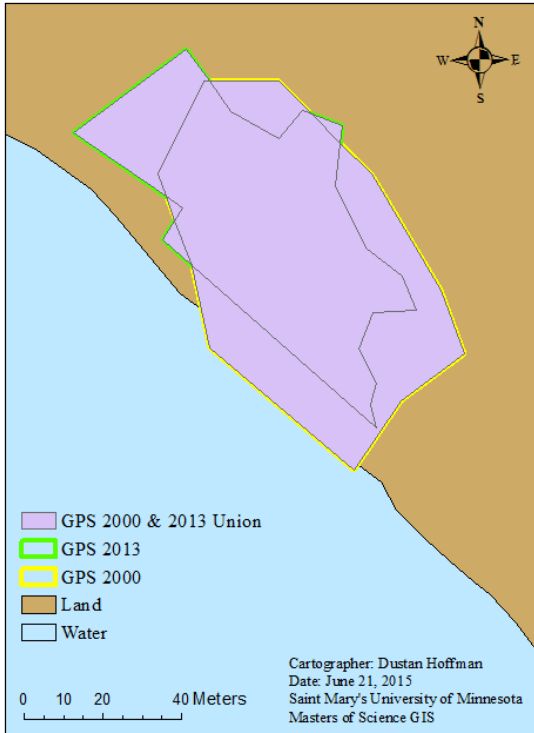 N
W E
S
GPS 2000 & 2013 Union
GPS 2013
GPS 2000
Land
Water
0 10 20 40 Meters
Cartographer: Dustan Hoffman
Date: June 21, 2015
Saint Mary's University of Minnesota
Masters of Science GIS